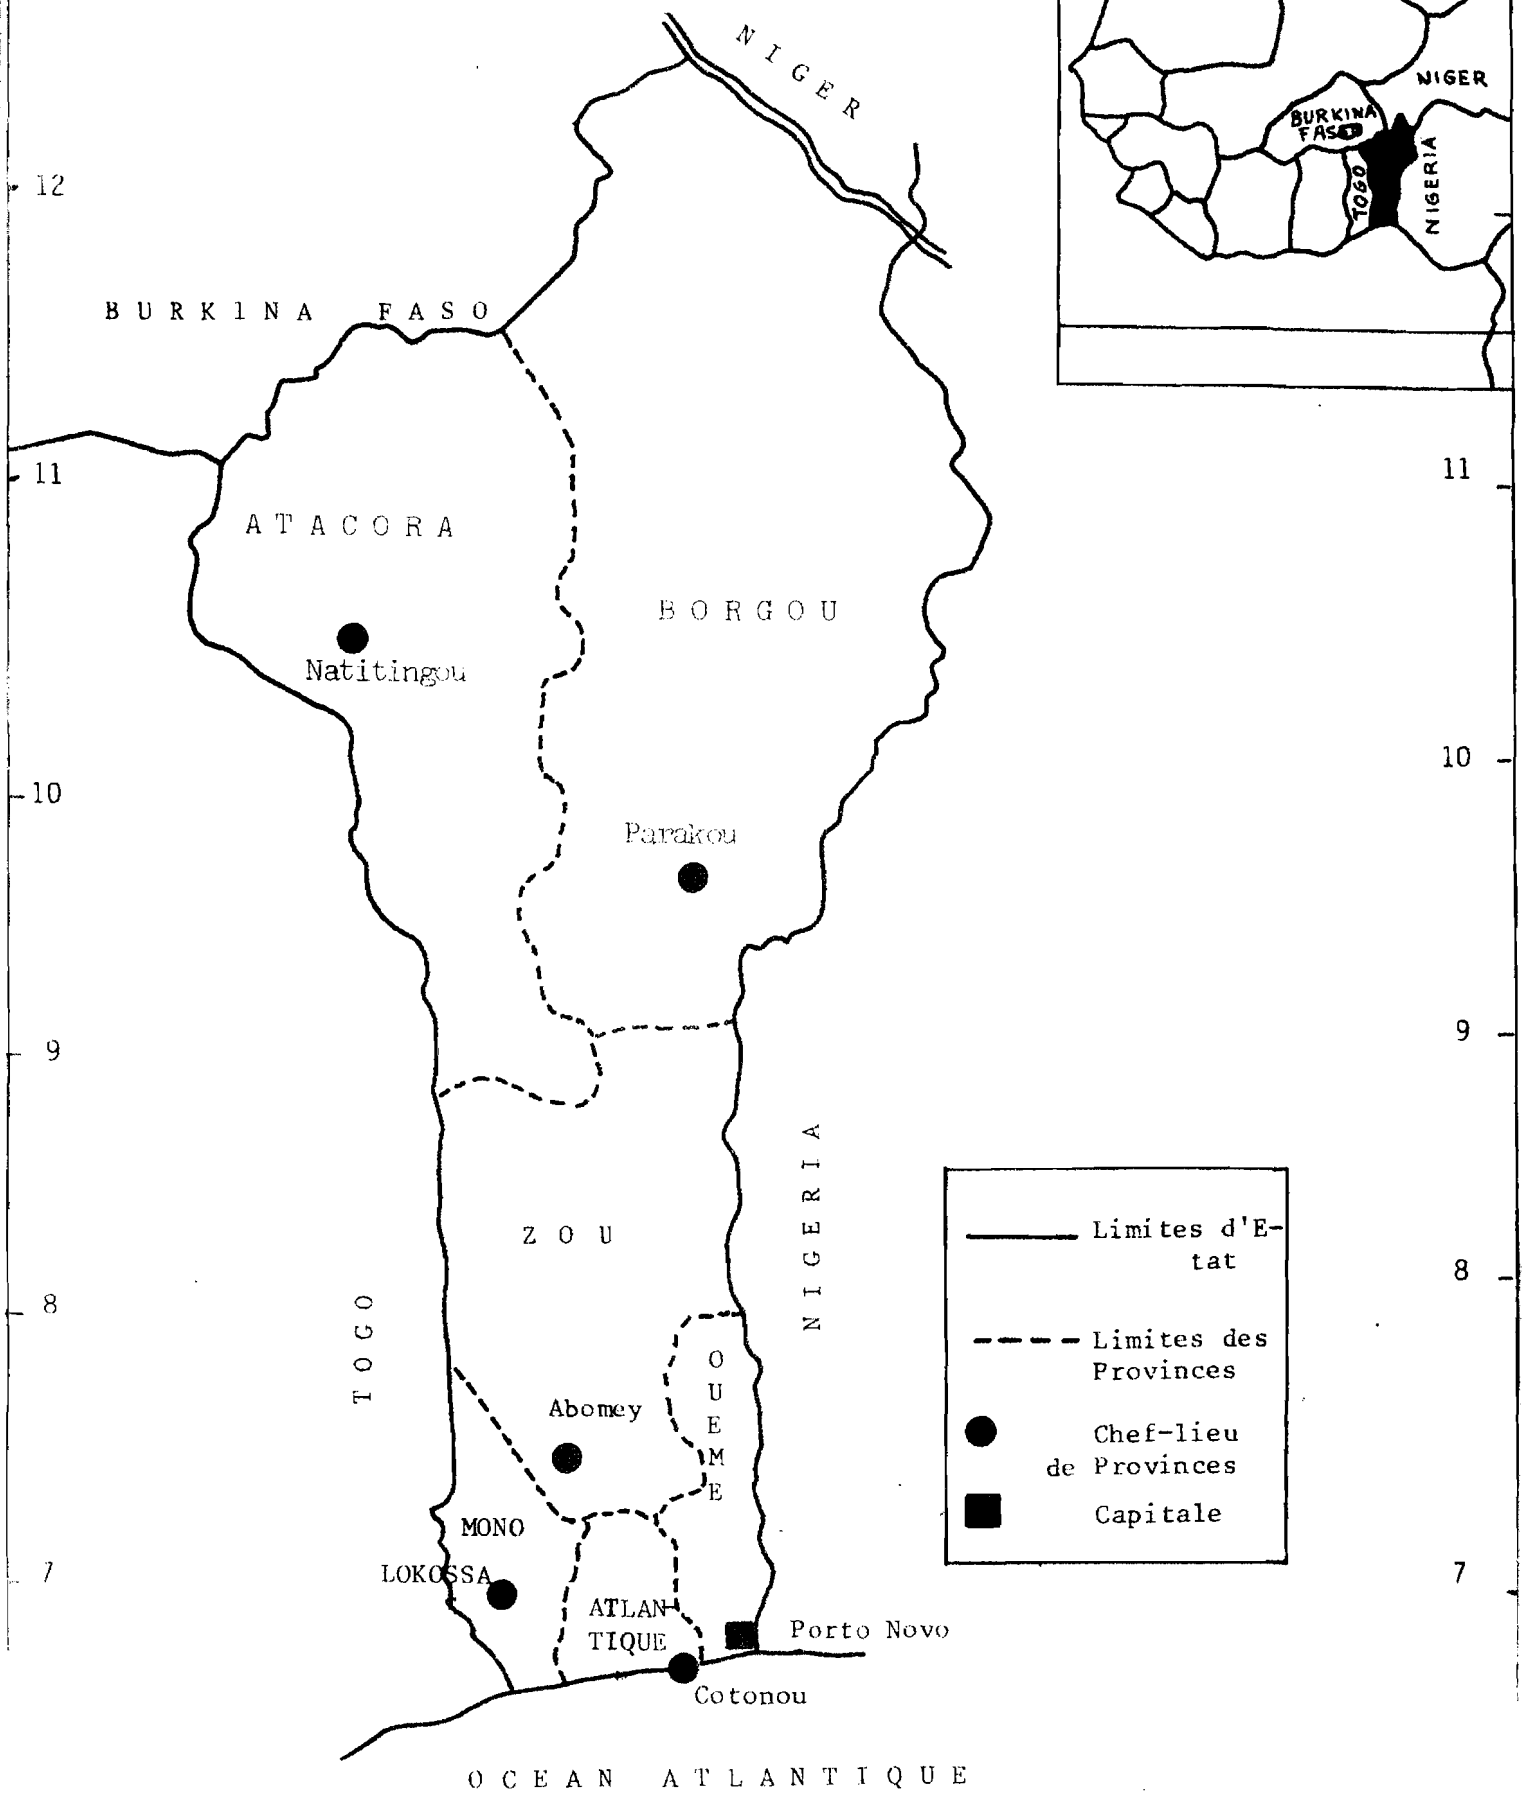 NIGER
NIGER
BURKINA
FASO
TOGO
NIGERIA
12
BURKINA FASO
11
11
ATACORA
BORGOU
Natitingou
10
10
Parakou
9
9
NIGERIA
ZOU
Limites d'E-
tat
8
8
TOGO
Limites des
Provinces
OUEME
Abomey
Chef-lieu
de Provinces
Capitale
MONO
7
7
LOKOSSA
ATLAN-
TIQUE
Porto Novo
Cotonou
OCEAN ATLANTIQUE